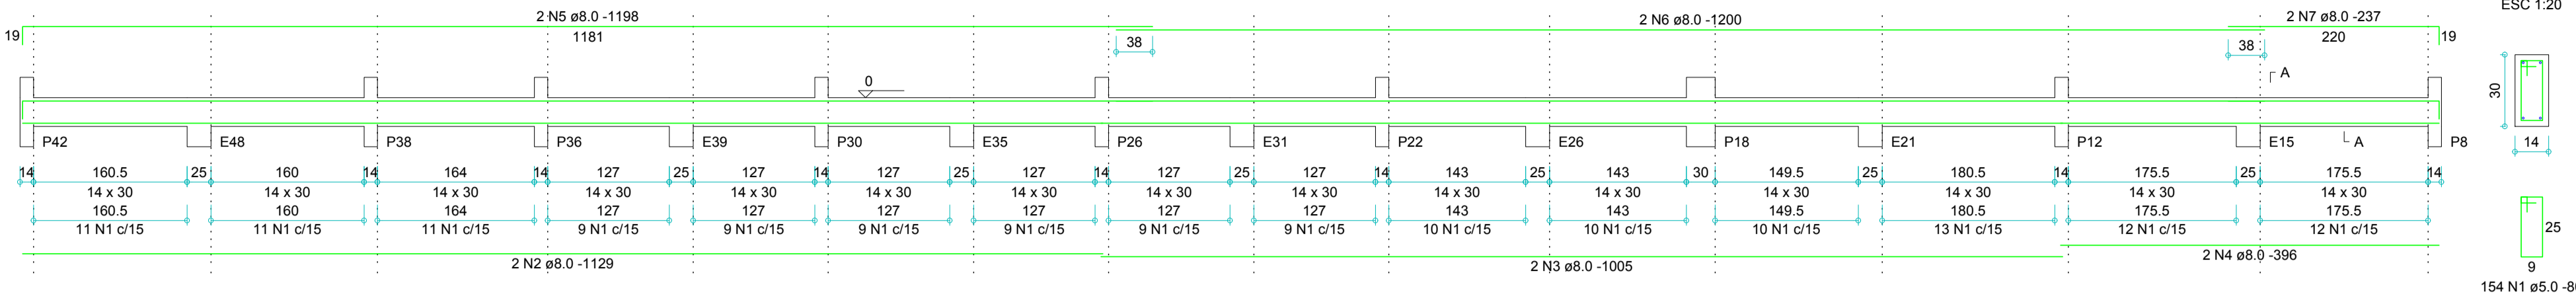 ESC 1:20
2 N5 ø8.0 -1198
2 N6 ø8.0 -1200
2 N7 ø8.0 -237
19
1181
38
38
220
19
0
A
30
P42 E48 P38 P36 E39 P30 E35 P26 E31 P22 E26 P18 E21 P12 E15 A P8
14
14 160.5 25 160 14 164 14 127 25 127 14 127 25 127 14 127 25 127 14 143 25 143 30 149.5 25 180.5 14 175.5 25 175.5 14
14 x 30 14 x 30 14 x 30 14 x 30 14 x 30 14 x 30 14 x 30 14 x 30 14 x 30 14 x 30 14 x 30 14 x 30 14 x 30 14 x 30 14 x 30
160.5 160 164 127 127 127 127 127 127 143 143 149.5 180.5 175.5 175.5
11 N1 c/15 11 N1 c/15 11 N1 c/15 9 N1 c/15 9 N1 c/15 9 N1 c/15 9 N1 c/15 9 N1 c/15 9 N1 c/15 10 N1 c/15 10 N1 c/15 10 N1 c/15 13 N1 c/15 12 N1 c/15 12 N1 c/15
25
2 N2 ø8.0 -1129
2 N3 ø8.0 -1005
2 N4 ø8.0 -396
9
154 N1 ø5.0